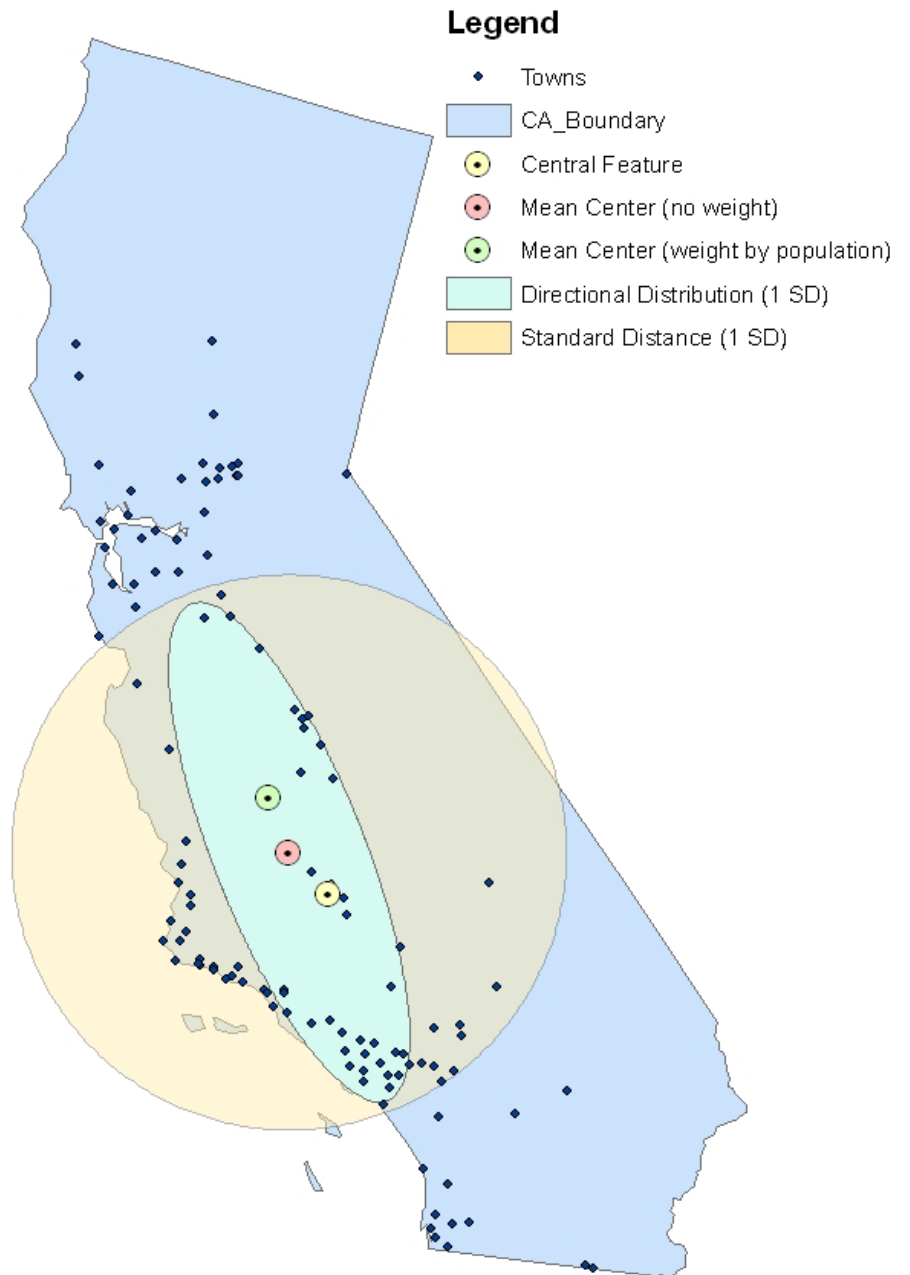 Legend
Towns
CA_Boundary
Central Feature
Mean Center (no weight)
Mean Center (weight by population)
Directional Distribution (1 SD)
Standard Distance (1 SD)